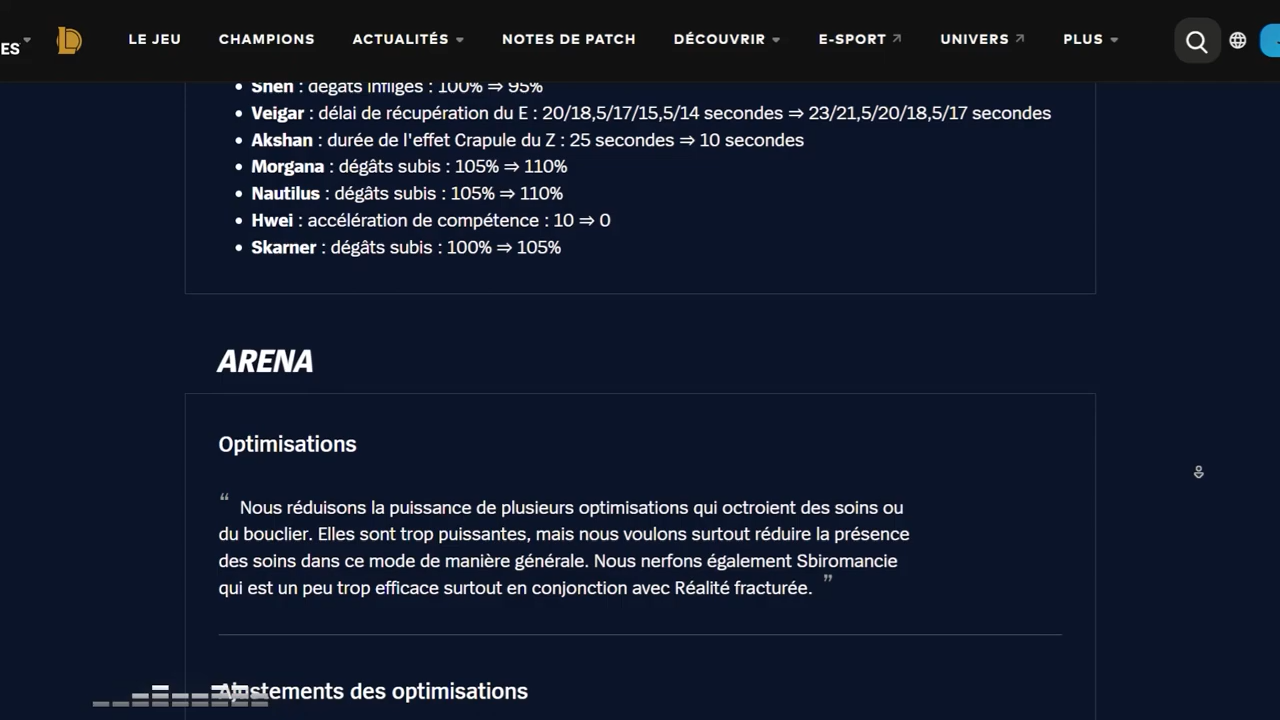 ES
LE JEU CHAMPIONS ACTUALITÉS NOTES DE PATCH DÉCOUVRIR E-SPORT UNIVERS PLUS
• Shen : dégâts infligés : 100% ⇒ 95%
• Veigar : délai de récupération du E : 20/18,5/17/15,5/14 secondes ⇒ 23/21,5/20/18,5/17 secondes
• Akshan : durée de l'effet Crapule du Z : 25 secondes ⇒ 10 secondes
• Morgana : dégâts subis : 105% ⇒ 110%
• Nautilus : dégâts subis : 105% ⇒ 110%
• Hwei : accélération de compétence : 10 ⇒ 0
• Skarner : dégâts subis : 100% ⇒ 105%
ARENA
Optimisations
“ Nous réduisons la puissance de plusieurs optimisations qui octroient des soins ou
du bouclier. Elles sont trop puissantes, mais nous voulons surtout réduire la présence
des soins dans ce mode de manière générale. Nous nerfons également Sbiromancie
qui est un peu trop efficace surtout en conjonction avec Réalité fracturée. ”
Ajustements des optimisations